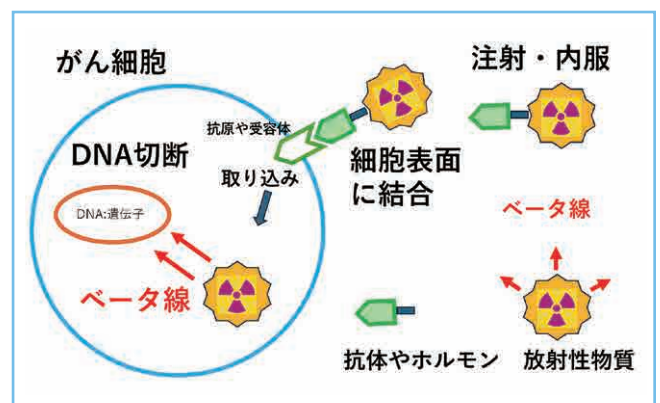 がん細胞
注射・内服
抗原や受容体
DNA切断
取り込み
細胞表面
に結合
DNA:遺伝子
ベータ線
ベータ線
抗体やホルモン
放射性物質